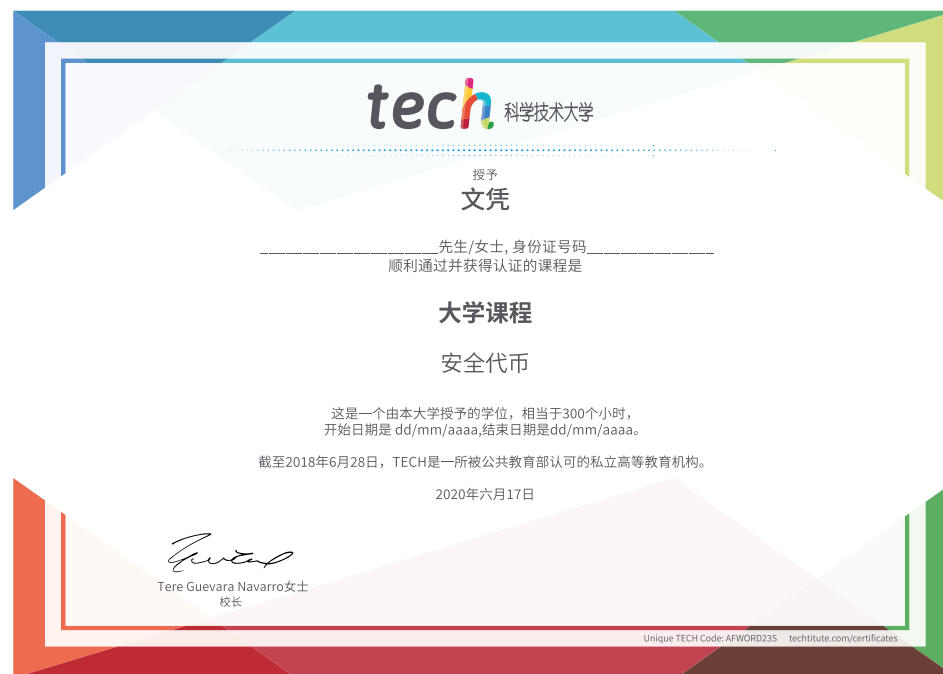 tech 科学技术大学
授予
文凭
_____________________先生/女士, 身份证号码_______________
顺利通过并获得认证的课程是
大学课程
安全代币
这是一个由本大学授予的学位，相当于300个小时，
开始日期是 dd/mm/aaaa,结束日期是dd/mm/aaaa。
截至2018年6月28日，TECH是一所被公共教育部认可的私立高等教育机构。
2020年六月17日
Tere Guevara Navarro女士
校长
Unique TECH Code: AFWORD23S techtitute.com/certificates